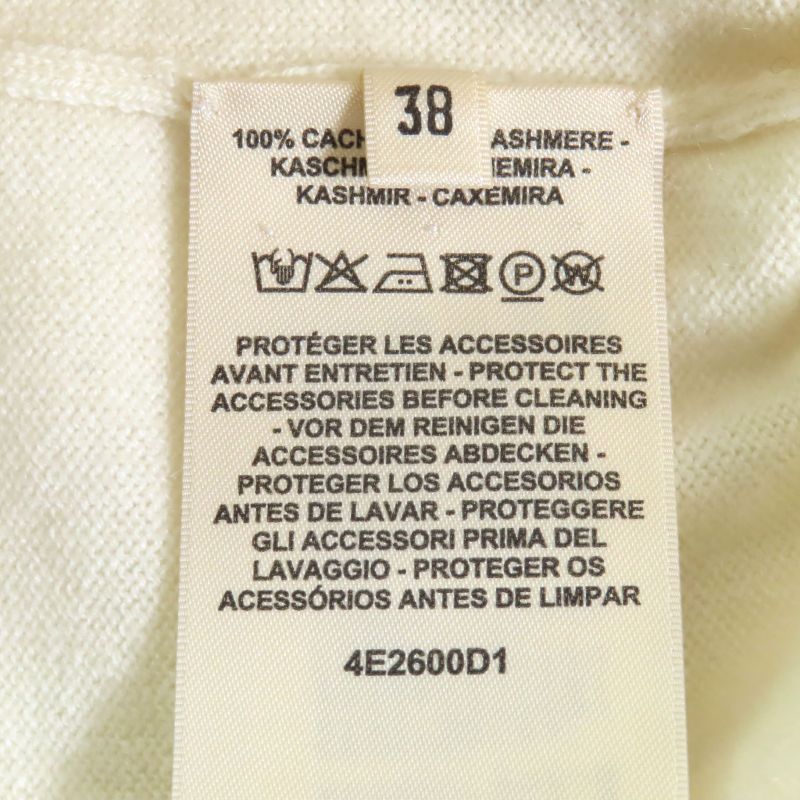 38
100% CACH ASHMERE -
KASCHM HEMIRA -
KASHMIR - CAXEMIRA
P W
PROTÉGER LES ACCESSOIRES
AVANT ENTRETIEN - PROTECT THE
ACCESSORIES BEFORE CLEANING
- VOR DEM REINIGEN DIE
ACCESSOIRES ABDECKEN -
PROTEGER LOS ACCESORIOS
ANTES DE LAVAR - PROTEGGERE
GLI ACCESSORI PRIMA DEL
LAVAGGIO - PROTEGER OS
ACESSÓRIOS ANTES DE LIMPAR
4E2600D1